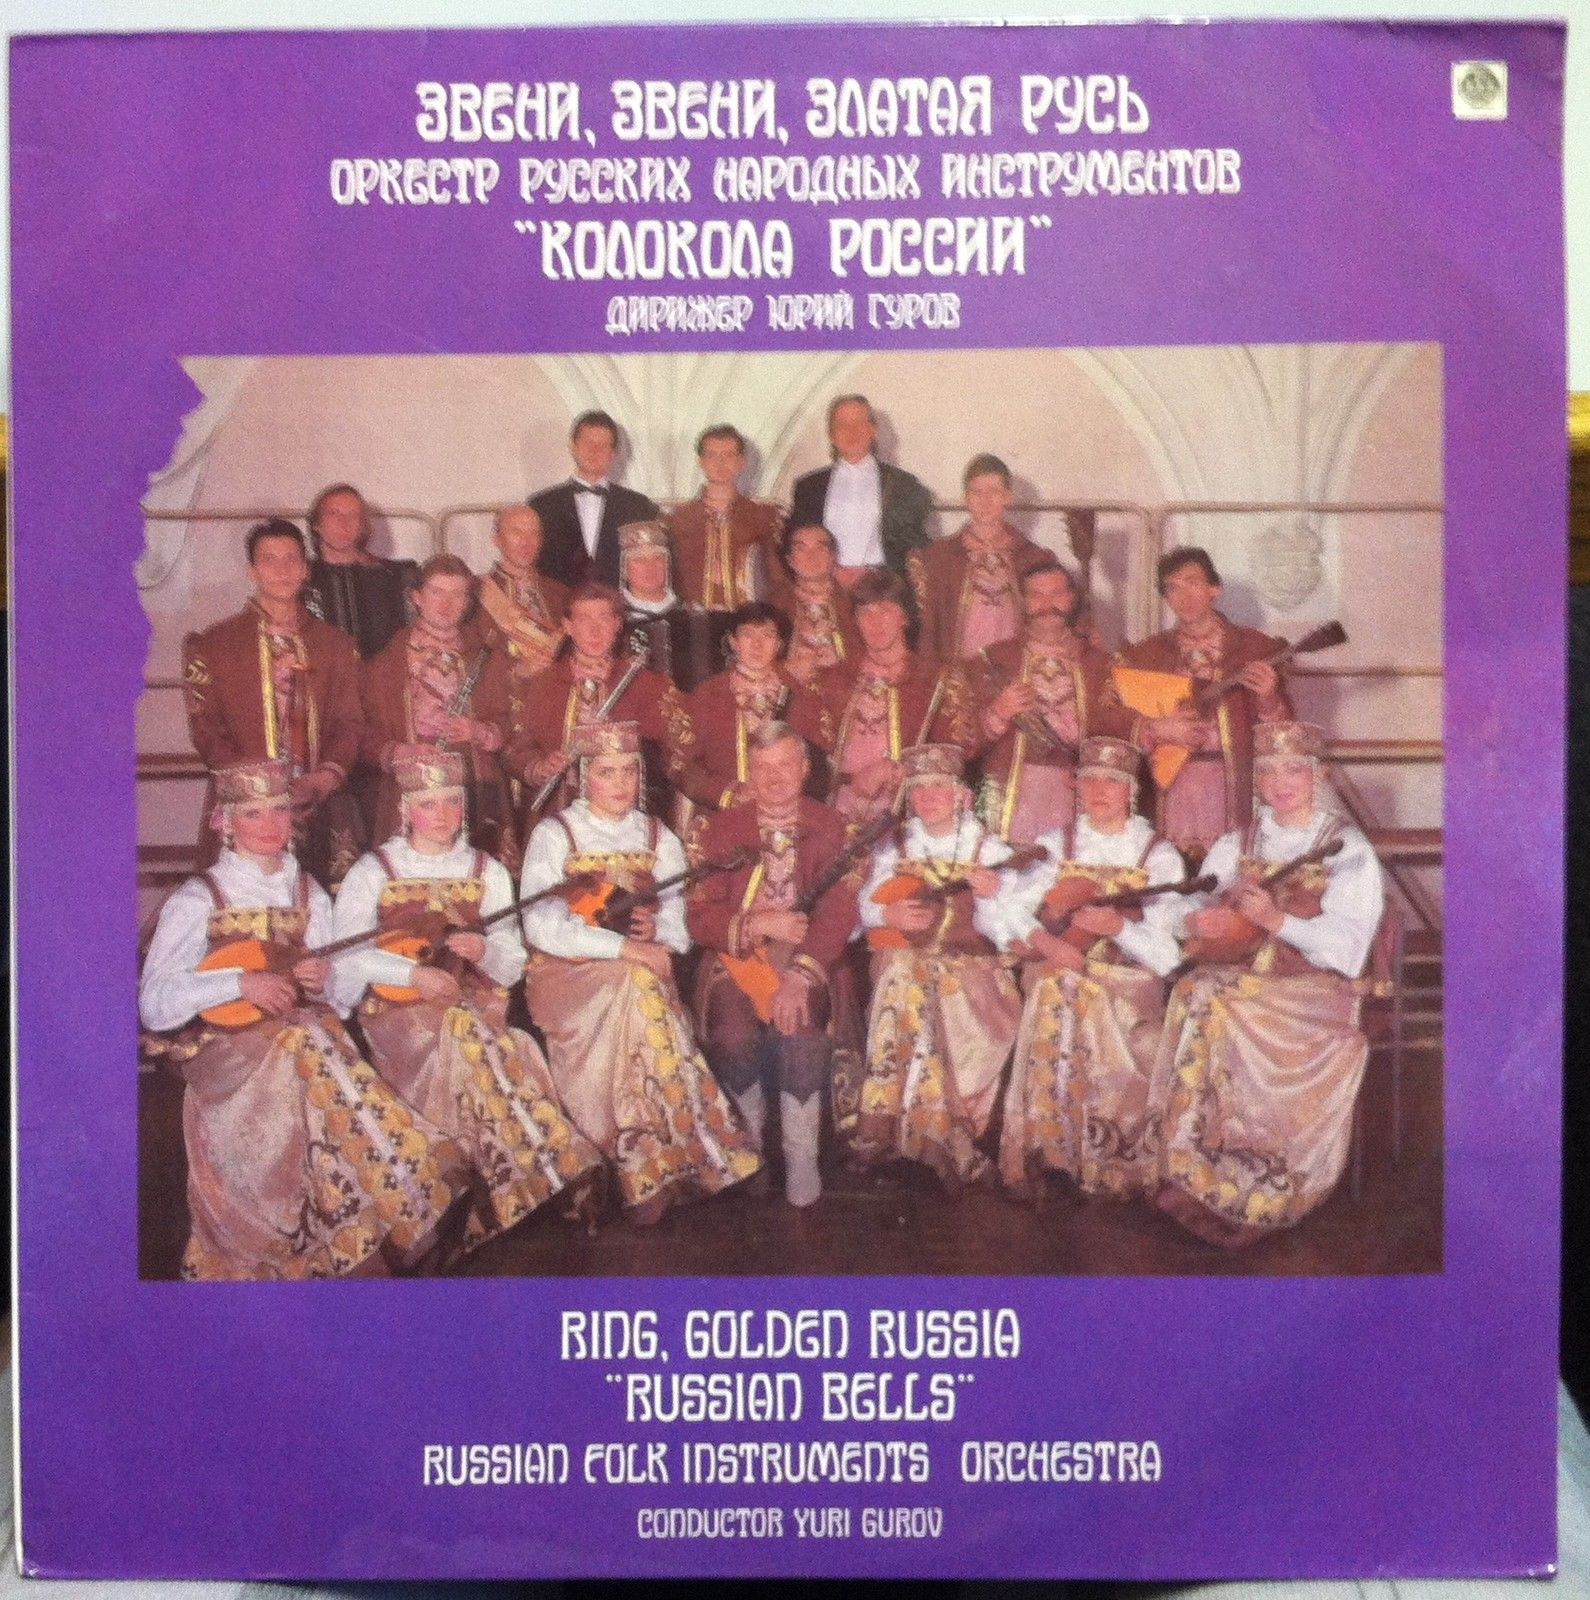 ЗВЕНИ, ЗВЕНИ, ЗЛАТАЯ РУСЬ
ОРКЕСТР РУССКИХ НАРОДНЫХ ИНСТРУМЕНТОВ
"КОЛОКОЛА РОССИИ"
ДИРИЖЕР ЮРИЙ ГУРОВ
RING, GOLDEN RUSSIA
"RUSSIAN BELLS"
RUSSIAN FOLK INSTRUMENTS ORCHESTRA
CONDUCTOR YURI GUROV